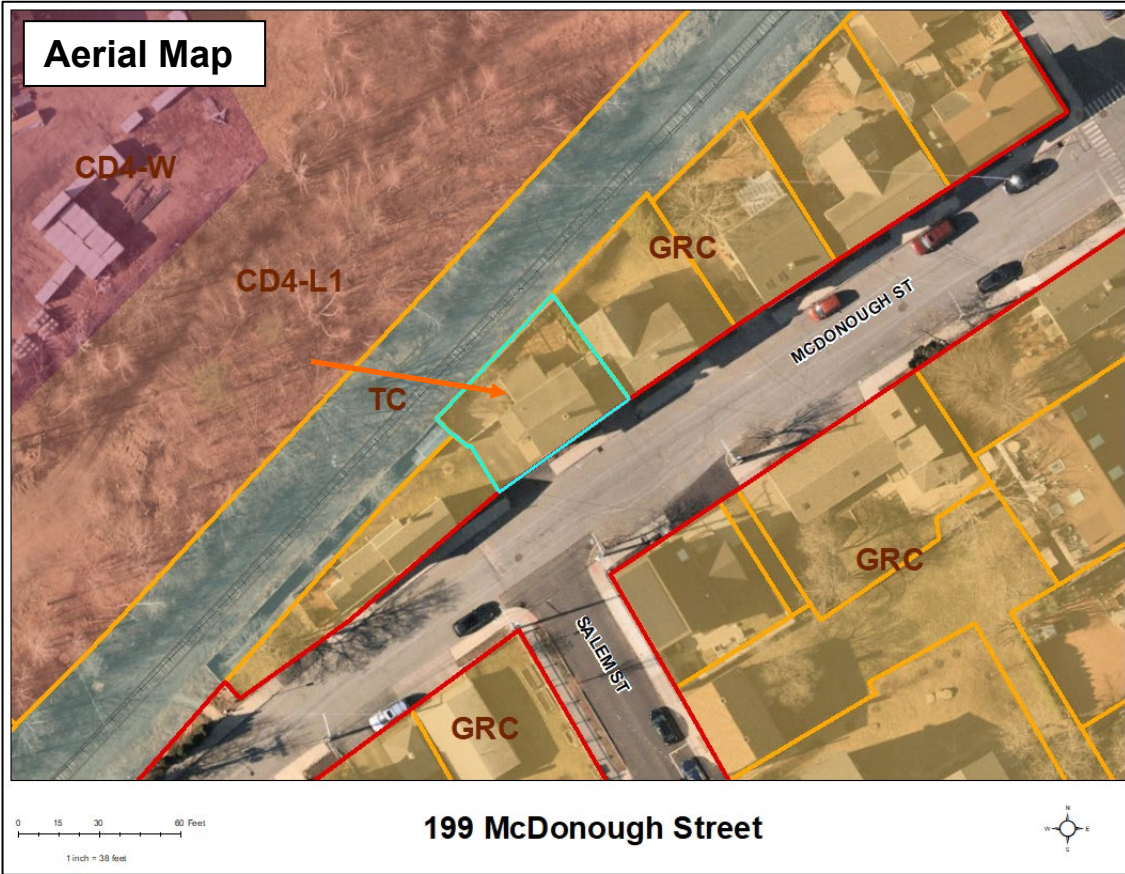 Aerial Map
CD4-W
GRC
CD4-L1
MCDONOUGH ST
TC
GRC
SALEM ST
GRC
0 15 30 60 Feet
1 inch = 38 feet
199 McDonough Street
N
W E
S